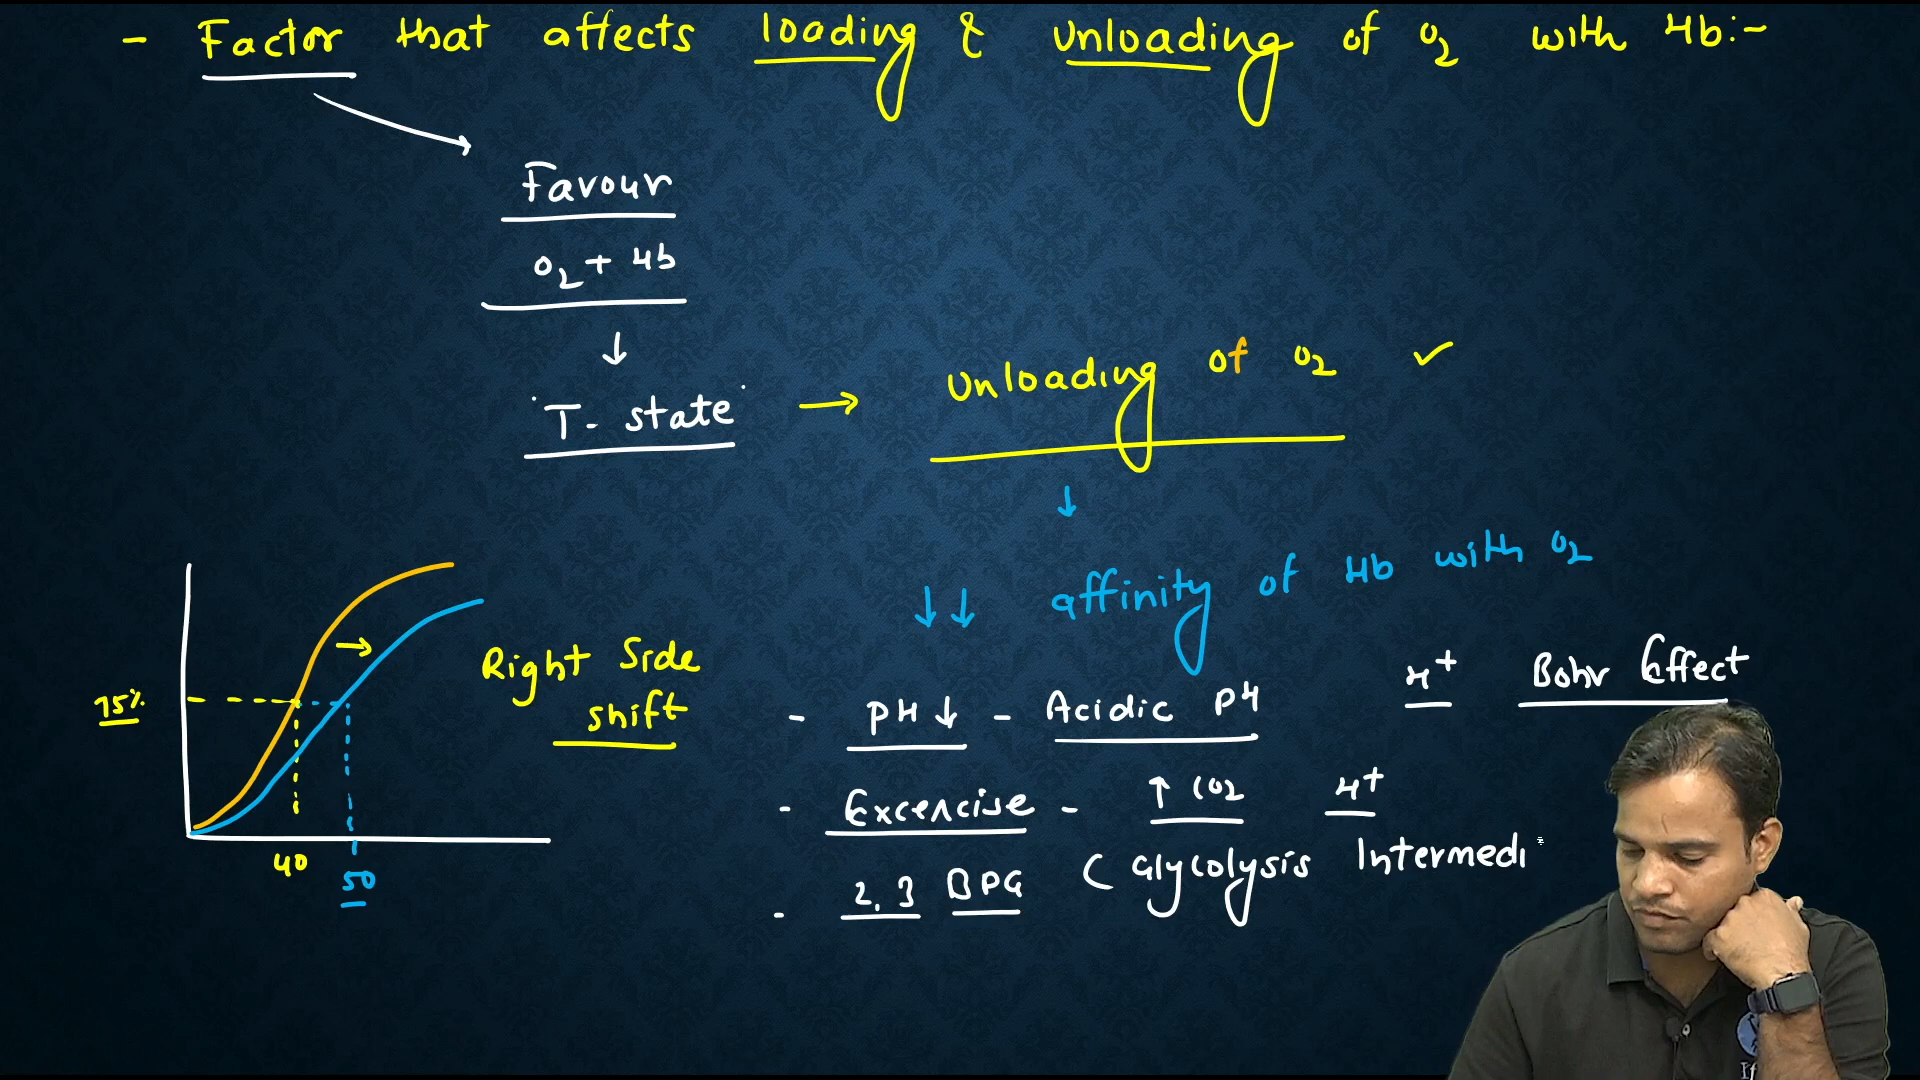 - Factor that affects loading & Unloading of O2 with Hb:-
Favour
O2 + Hb
↓
"T- state" → Unloading of O2 ✓
↓
↓↓ affinity of Hb with O2
Right Side
shift
75%
40
50
- PH↓ - Acidic PH H+ Bohr Effect
- Excercise - ↑ CO2 H+
- 2,3 BPG ( Glycolysis Intermedi